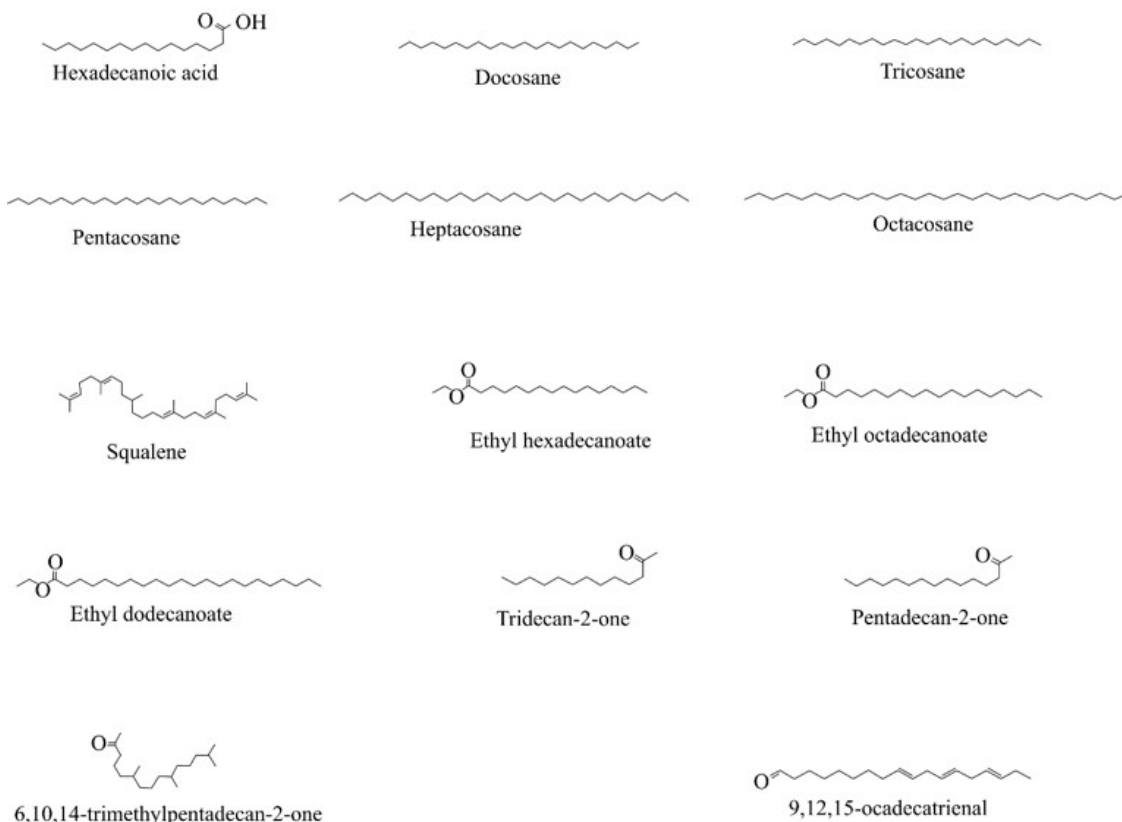 O OH
Hexadecanoic acid
Docosane
Tricosane
Pentacosane
Heptacosane
Octacosane
Squalene
O
O
Ethyl hexadecanoate
O
O
Ethyl octadecanoate
O
O
Ethyl dodecanoate
O
Tridecan-2-one
O
Pentadecan-2-one
O
6,10,14-trimethylpentadecan-2-one
O
9,12,15-ocadecatrienal